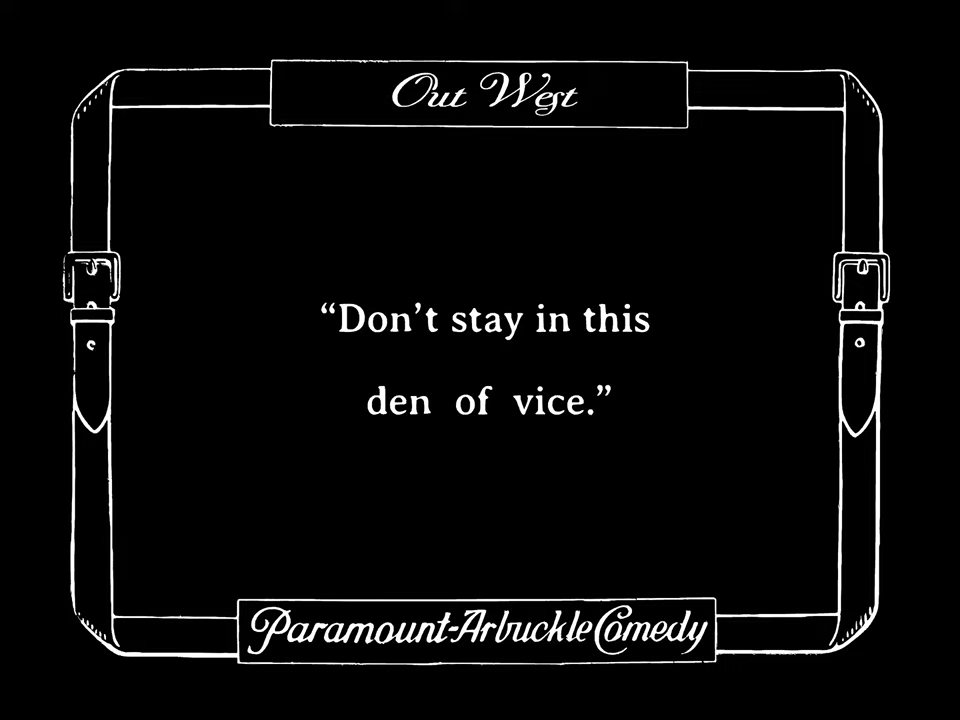 Out West
“Don’t stay in this
den of vice.”
Paramount-Arbuckle Comedy